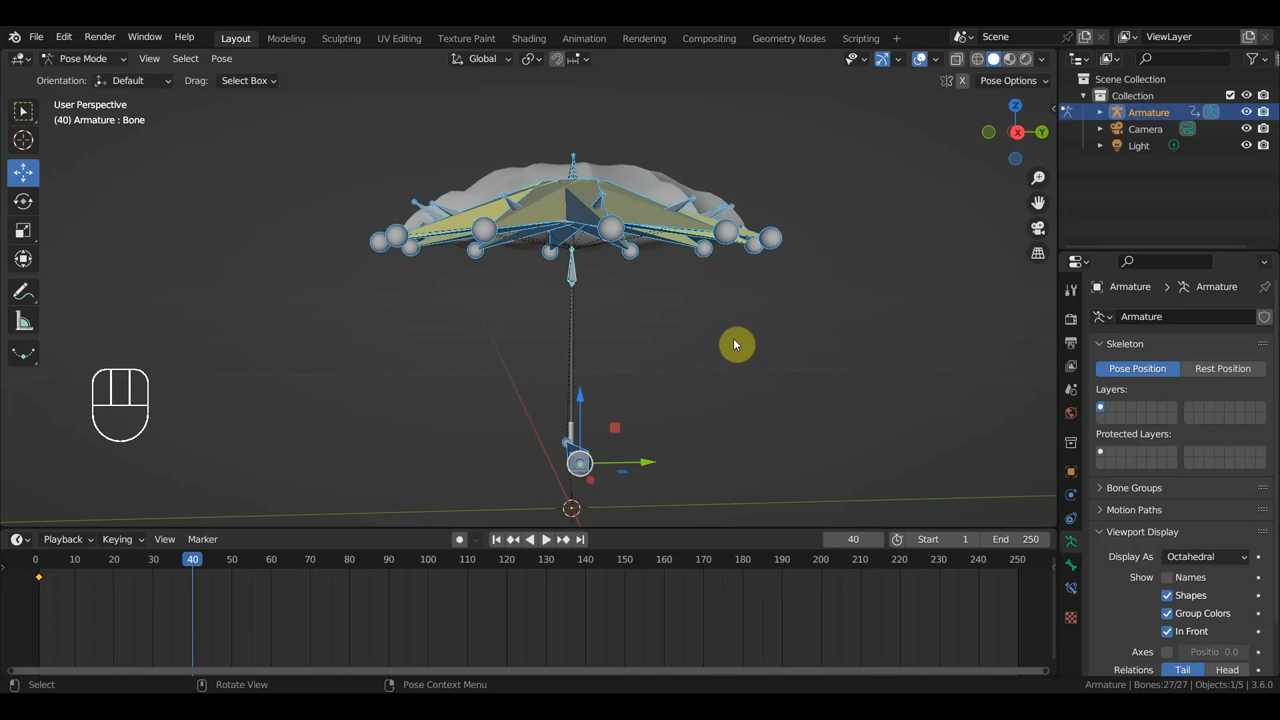 File Edit Render Window Help Layout Modeling Sculpting UV Editing Texture Paint Shading Animation Rendering Compositing Geometry Nodes Scripting + Scene ViewLayer
Pose Mode View Select Pose Global
Orientation: Default Drag: Select Box X Pose Options
Scene Collection
Collection
Armature
Camera
Light
User Perspective
(40) Armature : Bone
Z
X
Y
Armature > Armature
Armature
Skeleton
Pose Position Rest Position
Layers:
Protected Layers:
Bone Groups
Motion Paths
Viewport Display
Display As Octahedral
Show Names
Shapes
Group Colors
In Front
Axes Positio 0.0
Relations Tail Head
Playback Keying View Marker 40 Start 1 End 250
0 10 20 30 40 50 60 70 80 90 100 110 120 130 140 150 160 170 180 190 200 210 220 230 240 250
Select Rotate View Pose Context Menu Armature | Bones:27/27 | Objects:1/5 | 3.6.0